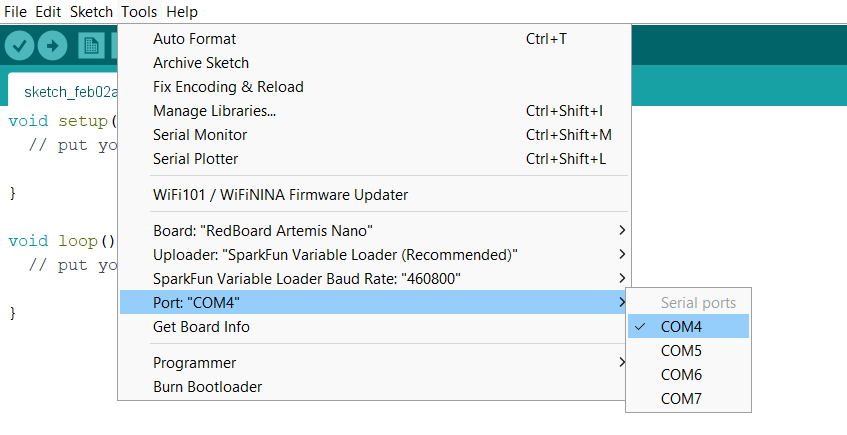 File Edit Sketch Tools Help
Auto Format Ctrl+T
Archive Sketch
Fix Encoding & Reload
Manage Libraries... Ctrl+Shift+I
Serial Monitor Ctrl+Shift+M
Serial Plotter Ctrl+Shift+L
WiFi101 / WiFiNINA Firmware Updater
Board: "RedBoard Artemis Nano"
Uploader: "SparkFun Variable Loader (Recommended)"
SparkFun Variable Loader Baud Rate: "460800"
Port: "COM4"
Get Board Info
Programmer
Burn Bootloader
Serial ports
COM4
COM5
COM6
COM7
sketch_feb02a
void setup(
// put yo
}
void loop()
// put yo
}